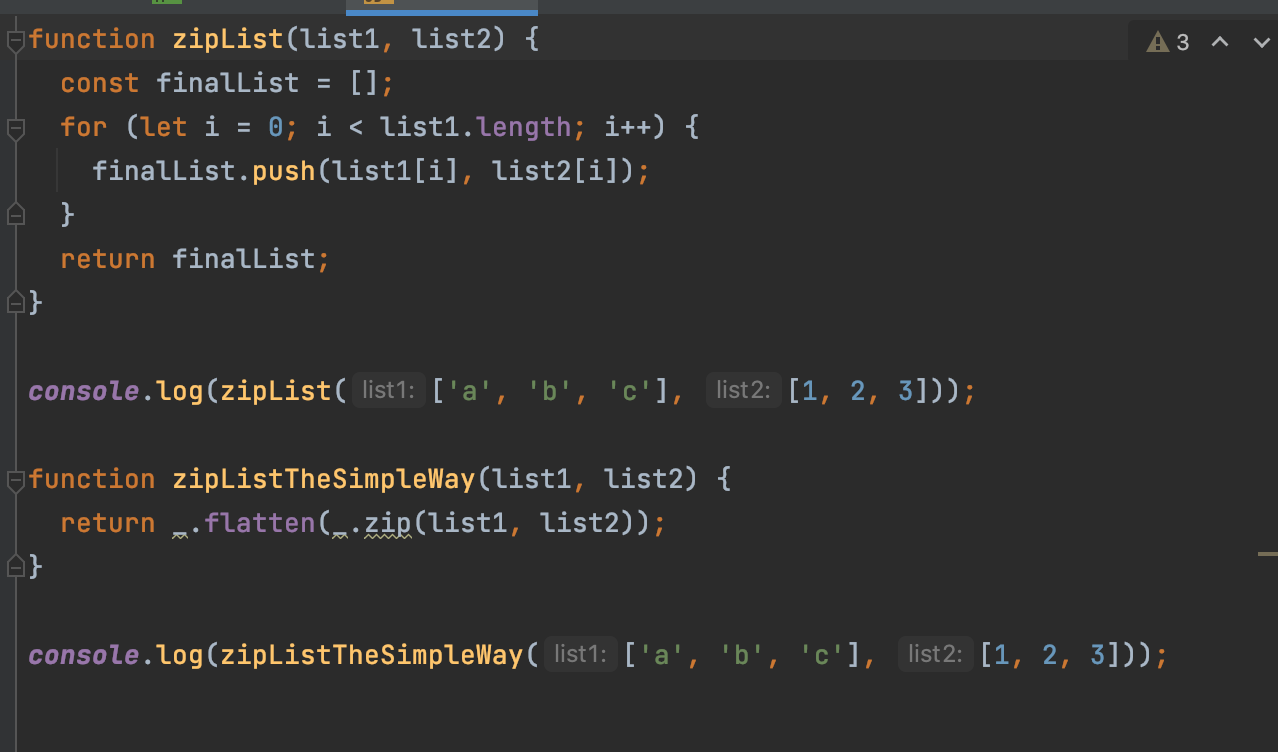 function zipList(list1, list2) {
3
  const finalList = [];
  for (let i = 0; i < list1.length; i++) {
    finalList.push(list1[i], list2[i]);
  }
  return finalList;
}
console.log(zipList( list1: ['a', 'b', 'c'], list2: [1, 2, 3]));
function zipListTheSimpleWay(list1, list2) {
  return _.flatten(_.zip(list1, list2));
}
console.log(zipListTheSimpleWay( list1: ['a', 'b', 'c'], list2: [1, 2, 3]));